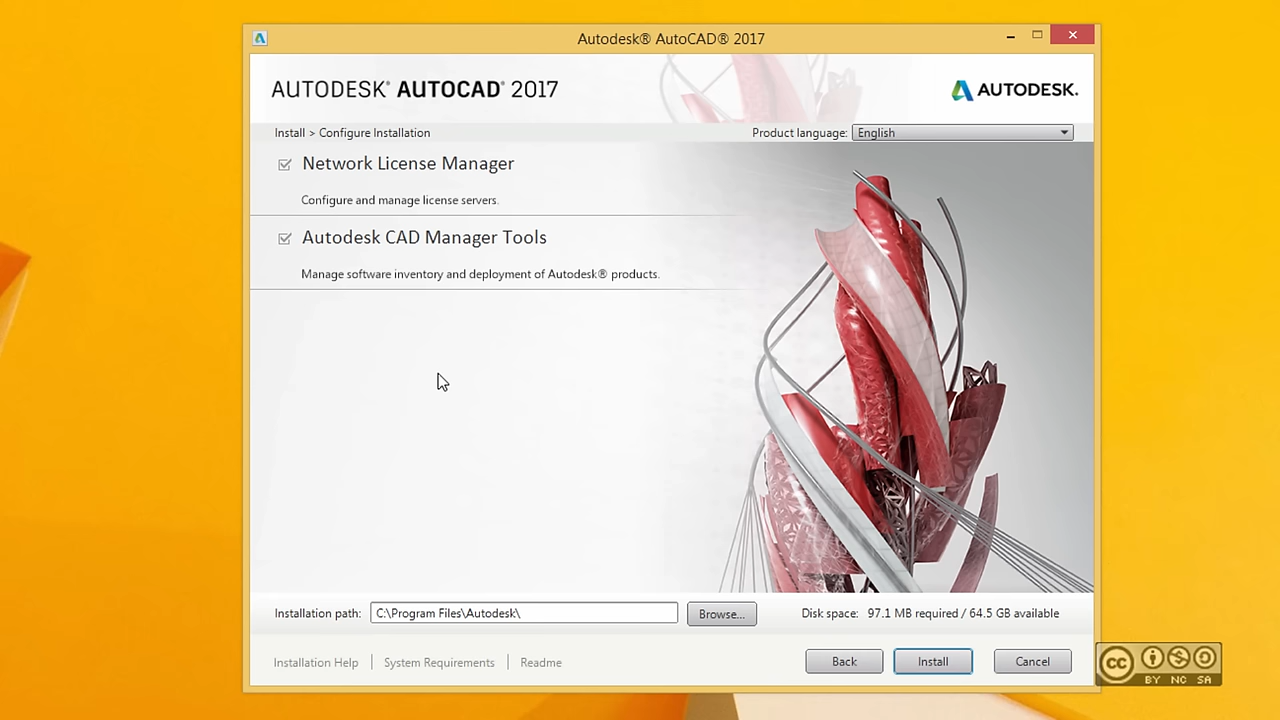 Autodesk® AutoCAD® 2017
AUTODESK® AUTOCAD® 2017
AUTODESK.
Install > Configure Installation
Product language: English
Network License Manager
Configure and manage license servers.
Autodesk CAD Manager Tools
Manage software inventory and deployment of Autodesk® products.
Installation path: C:\Program Files\Autodesk\ Browse... Disk space: 97.1 MB required / 64.5 GB available
Installation Help System Requirements Readme Back Install Cancel
cc
BY NC SA